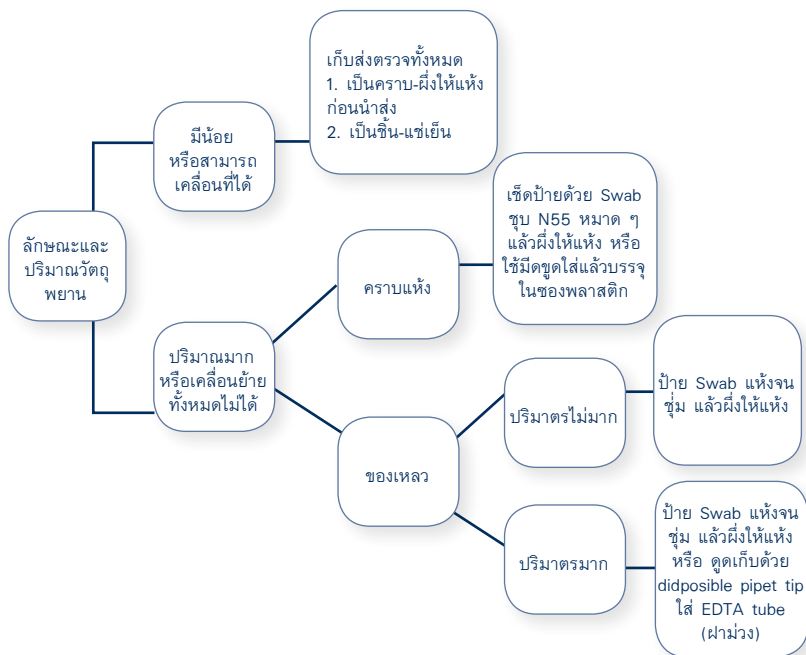 ลักษณะและ
ปริมาณวัตถุ
พยาน
มีน้อย
หรือสามารถ
เคลื่อนที่ได้
เก็บส่งตรวจทั้งหมด
1. เป็นคราบ-ผึ่งให้แห้ง
ก่อนนำส่ง
2. เป็นชิ้น-แช่เย็น
ปริมาณมาก
หรือเคลื่อนย้าย
ทั้งหมดไม่ได้
คราบแห้ง
เช็ดป้ายด้วย Swab
ชุบ N55 หมาด ๆ
แล้วผึ่งให้แห้ง หรือ
ใช้มีดขูดใส่แล้วบรรจุ
ในซองพลาสติก
ของเหลว
ปริมาตรไม่มาก
ป้าย Swab แห้งจน
ชุ่ม แล้วผึ่งให้แห้ง
ปริมาตรมาก
ป้าย Swab แห้งจน
ชุ่ม แล้วผึ่งให้แห้ง
หรือ ดูดเก็บด้วย
didposible pipet tip
ใส่ EDTA tube
(ฝาม่วง)